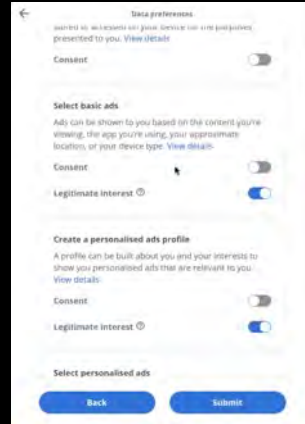 Data preferences
stored or accessed on your device for the purposes
presented to you. View details
Consent
Select basic ads
Ads can be shown to you based on the content you're
viewing, the app you're using, your approximate
location, or your device type. View details
Consent
Legitimate interest
Create a personalised ads profile
A profile can be built about you and your interests to
show you personalised ads that are relevant to you.
View details
Consent
Legitimate interest
Select personalised ads
Back Submit